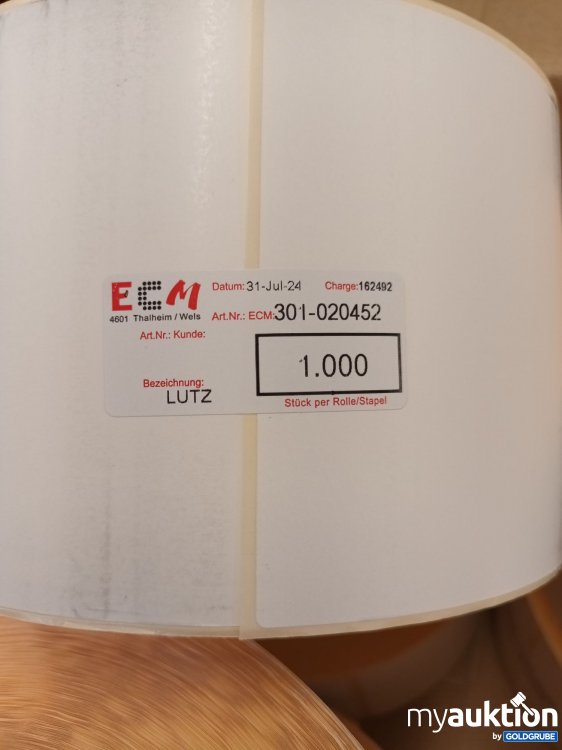 ECM
4601 Thalheim / Wels
Datum: 31-Jul-24 Charge: 162492
Art.Nr.: ECM: 301-020452
Art.Nr.: Kunde:
1.000
Bezeichnung:
LUTZ
Stück per Rolle/Stapel
myauktion
by GOLDGRUBE